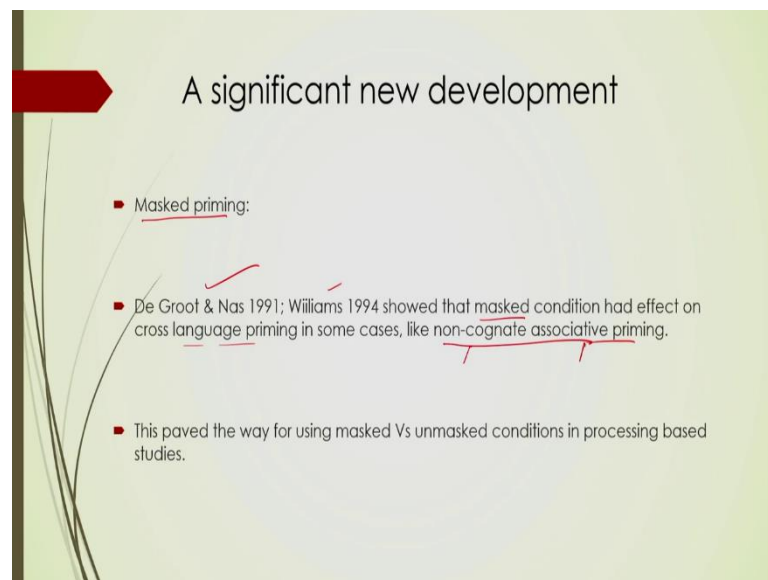 A significant new development
Masked priming:
De Groot & Nas 1991; Wiiliams 1994 showed that masked condition had effect on
cross language priming in some cases, like non-cognate associative priming.
This paved the way for using masked Vs unmasked conditions in processing based
studies.